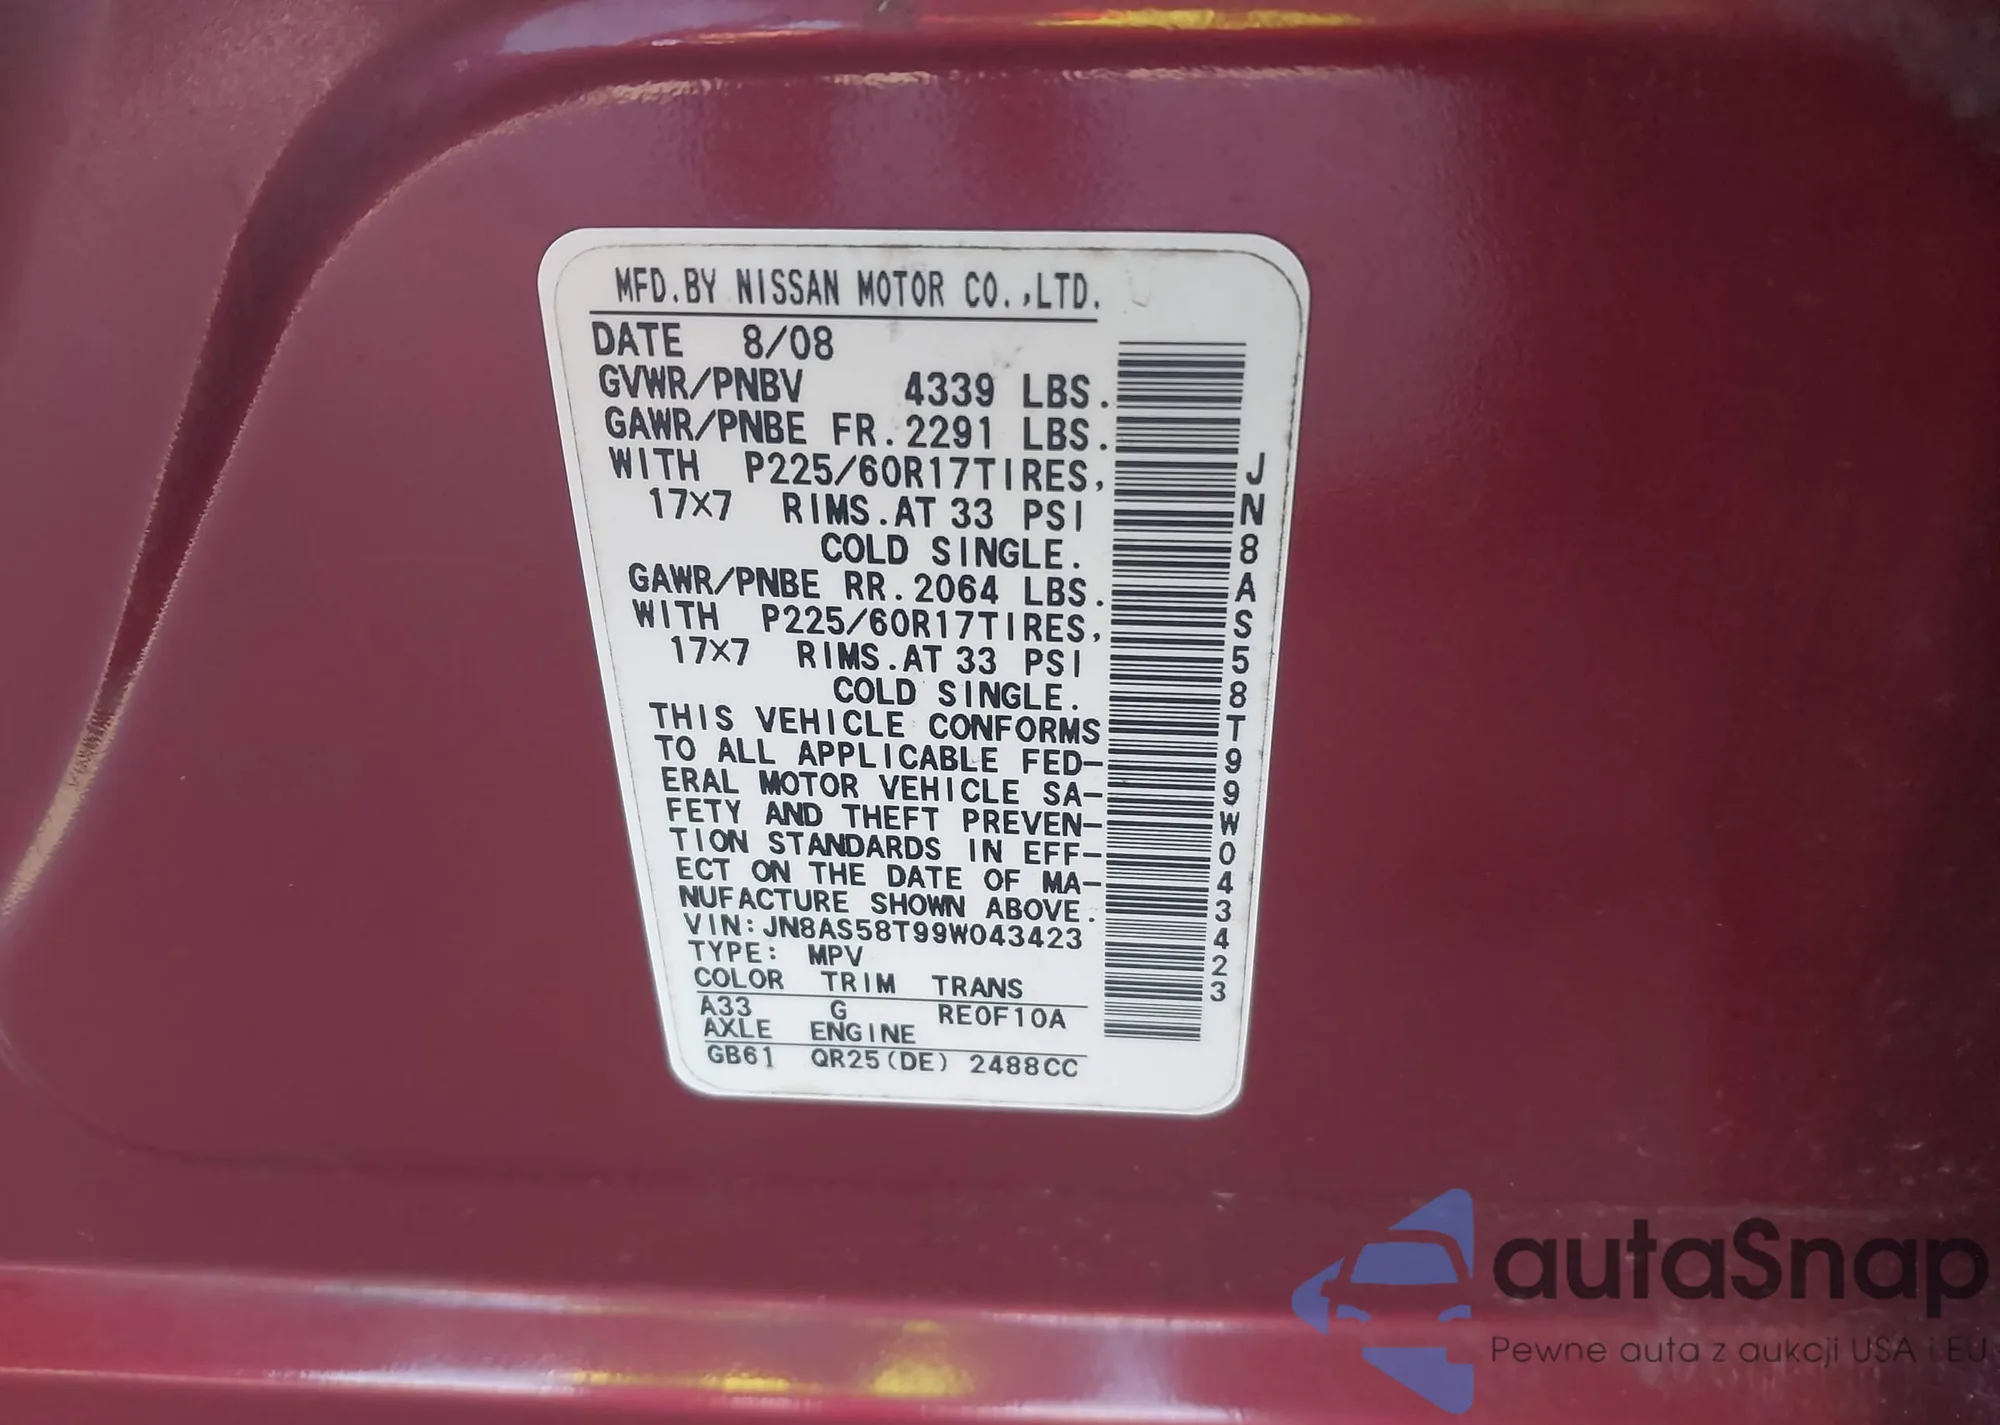 MFD.BY NISSAN MOTOR CO.,LTD.
DATE 8/08
GVWR/PNBV 4339 LBS.
GAWR/PNBE FR.2291 LBS.
WITH P225/60R17TIRES,
17×7 RIMS.AT 33 PSI
COLD SINGLE.
GAWR/PNBE RR.2064 LBS.
WITH P225/60R17TIRES,
17×7 RIMS.AT 33 PSI
COLD SINGLE.
THIS VEHICLE CONFORMS
TO ALL APPLICABLE FED-
ERAL MOTOR VEHICLE SA-
FETY AND THEFT PREVEN-
TION STANDARDS IN EFF-
ECT ON THE DATE OF MA-
NUFACTURE SHOWN ABOVE.
VIN:JN8AS58T99W043423
TYPE: MPV
COLOR TRIM TRANS
A33 G RE0F10A
AXLE ENGINE
GB61 QR25(DE) 2488CC
JN8AS58T99W043423
autaSnap
Pewne auta z aukcji USA i EU